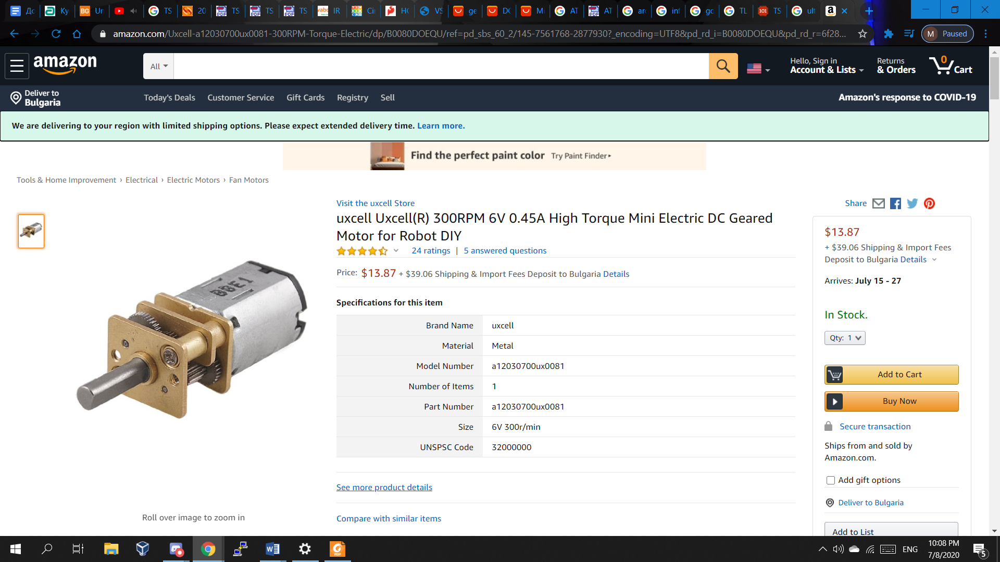 Дс
Ку
Un
TS
20
TS
TS
TS
IR
Cir
HC
VS
ge
DC
Mi
AT
AT
arc
inf
gc
TL
TS
ult
amazon.com/Uxcell-a12030700ux0081-300RPM-Torque-Electric/dp/B0080DOEQU/ref=pd_sbs_60_2/145-7561768-2877930?_encoding=UTF8&pd_rd_i=B0080DOEQU&pd_rd_r=6f28...
M Paused
amazon
All
Hello, Sign in
Account & Lists
Returns
& Orders
0
Cart
Deliver to
Bulgaria
Today's Deals
Customer Service
Gift Cards
Registry
Sell
Amazon's response to COVID-19
We are delivering to your region with limited shipping options. Please expect extended delivery time. Learn more.
Find the perfect paint color Try Paint Finder▸
Tools & Home Improvement › Electrical › Electric Motors › Fan Motors
Visit the uxcell Store
uxcell Uxcell(R) 300RPM 6V 0.45A High Torque Mini Electric DC Geared
Motor for Robot DIY
24 ratings | 5 answered questions
Price: $13.87 + $39.06 Shipping & Import Fees Deposit to Bulgaria Details
Specifications for this item
Brand Name uxcell
Material Metal
Model Number a12030700ux0081
Number of Items 1
Part Number a12030700ux0081
Size 6V 300r/min
UNSPSC Code 32000000
See more product details
Compare with similar items
BBE1
Roll over image to zoom in
Share
$13.87
+ $39.06 Shipping & Import Fees
Deposit to Bulgaria Details
Arrives: July 15 - 27
In Stock.
Qty: 1
Add to Cart
Buy Now
Secure transaction
Ships from and sold by
Amazon.com.
Add gift options
Deliver to Bulgaria
Add to List
ENG
10:08 PM
7/8/2020
5